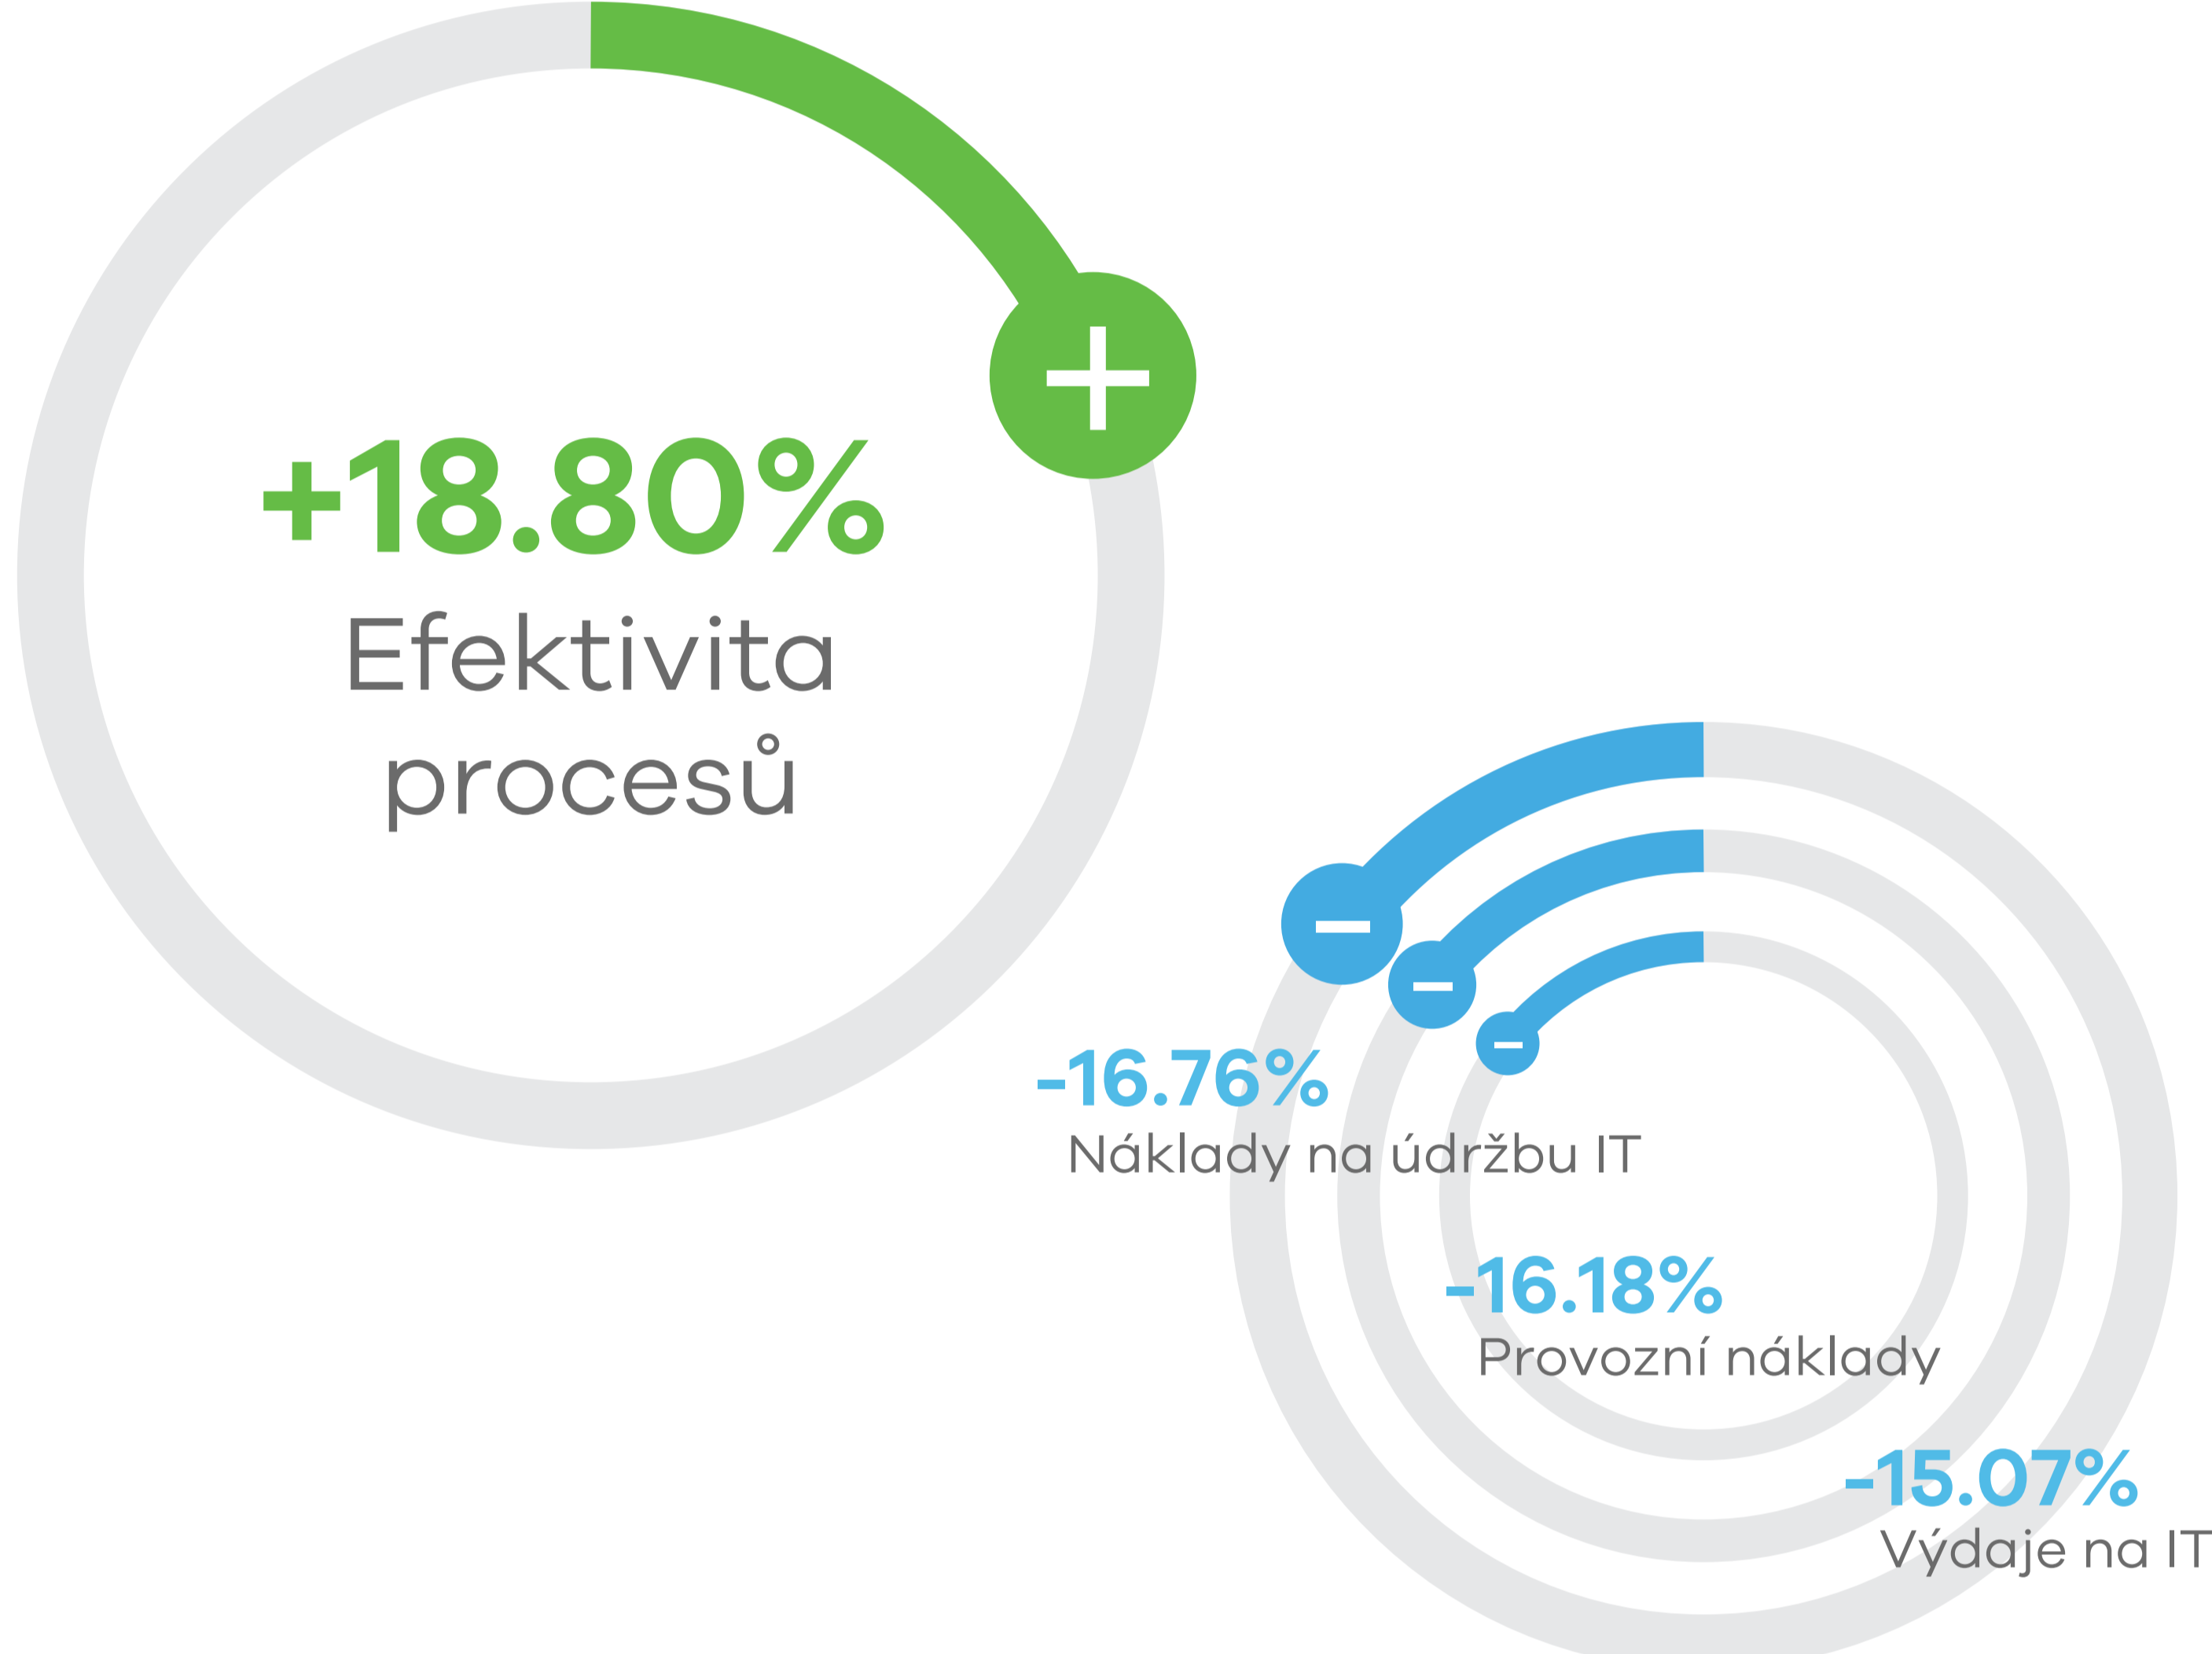 +18.80%
Efektivita
procesů
-16.76%
Náklady na údržbu IT
-16.18%
Provozní náklady
-15.07%
Výdaje na IT